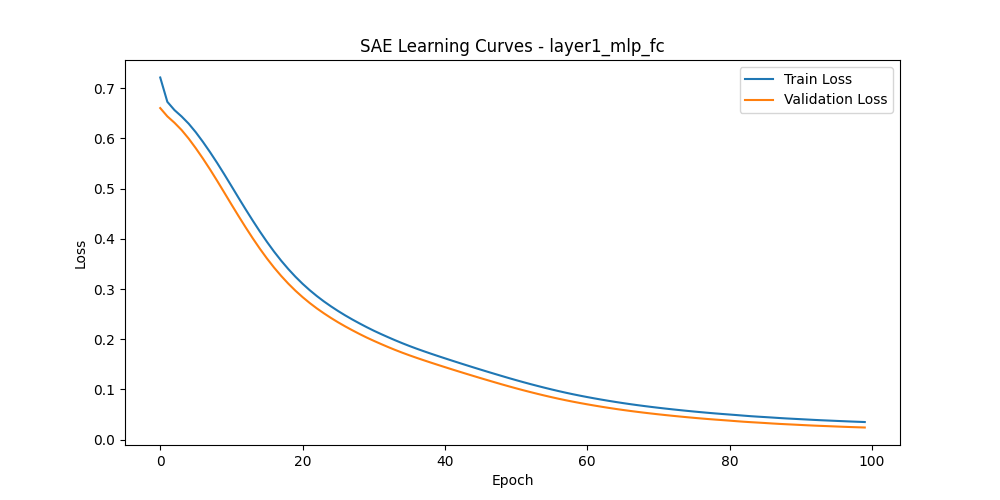 SAE Learning Curves - layer1_mlp_fc
Train Loss
Validation Loss
0.7
0.6
0.5
0.4
0.3
0.2
0.1
0.0
Loss
0 20 40 60 80 100
Epoch